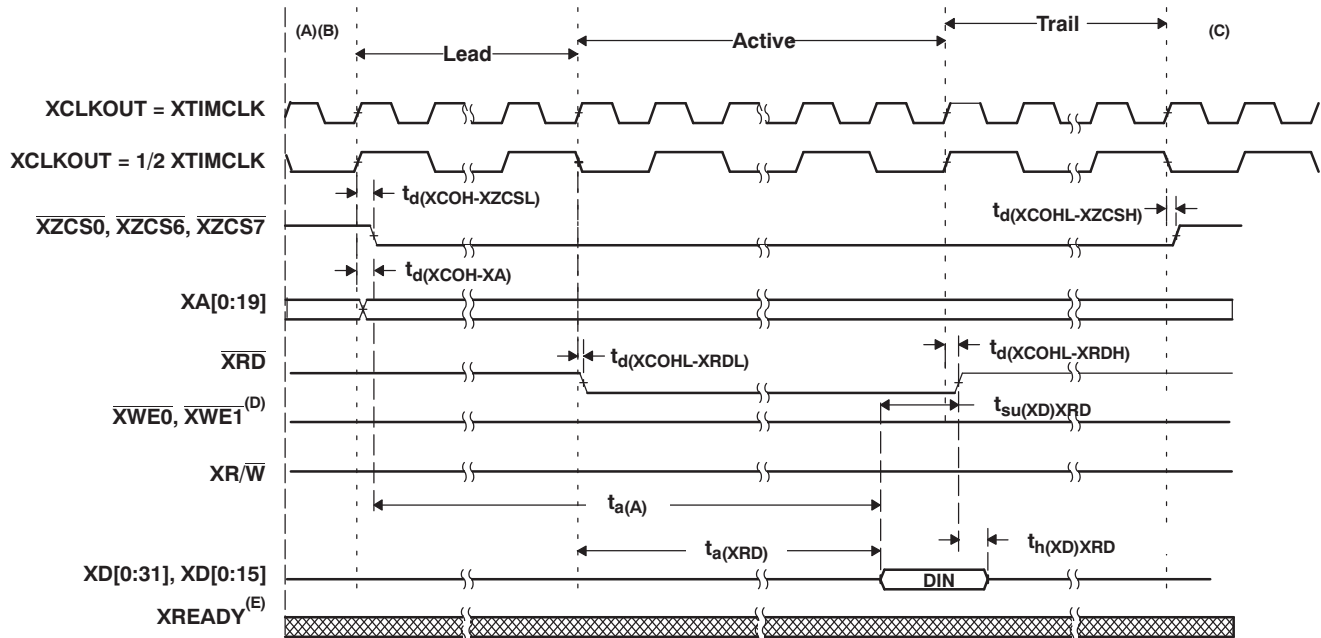 (A)(B)
Lead
Active
Trail
(C)
XCLKOUT = XTIMCLK
XCLKOUT = 1/2 XTIMCLK
td(XCOH-XZCSL)
td(XCOHL-XZCSH)
XZCS0, XZCS6, XZCS7
td(XCOH-XA)
XA[0:19]
XRD
td(XCOHL-XRDL)
td(XCOHL-XRDH)
XWE0, XWE1(D)
tsu(XD)XRD
XR/W
ta(A)
ta(XRD)
th(XD)XRD
XD[0:31], XD[0:15]
DIN
XREADY(E)